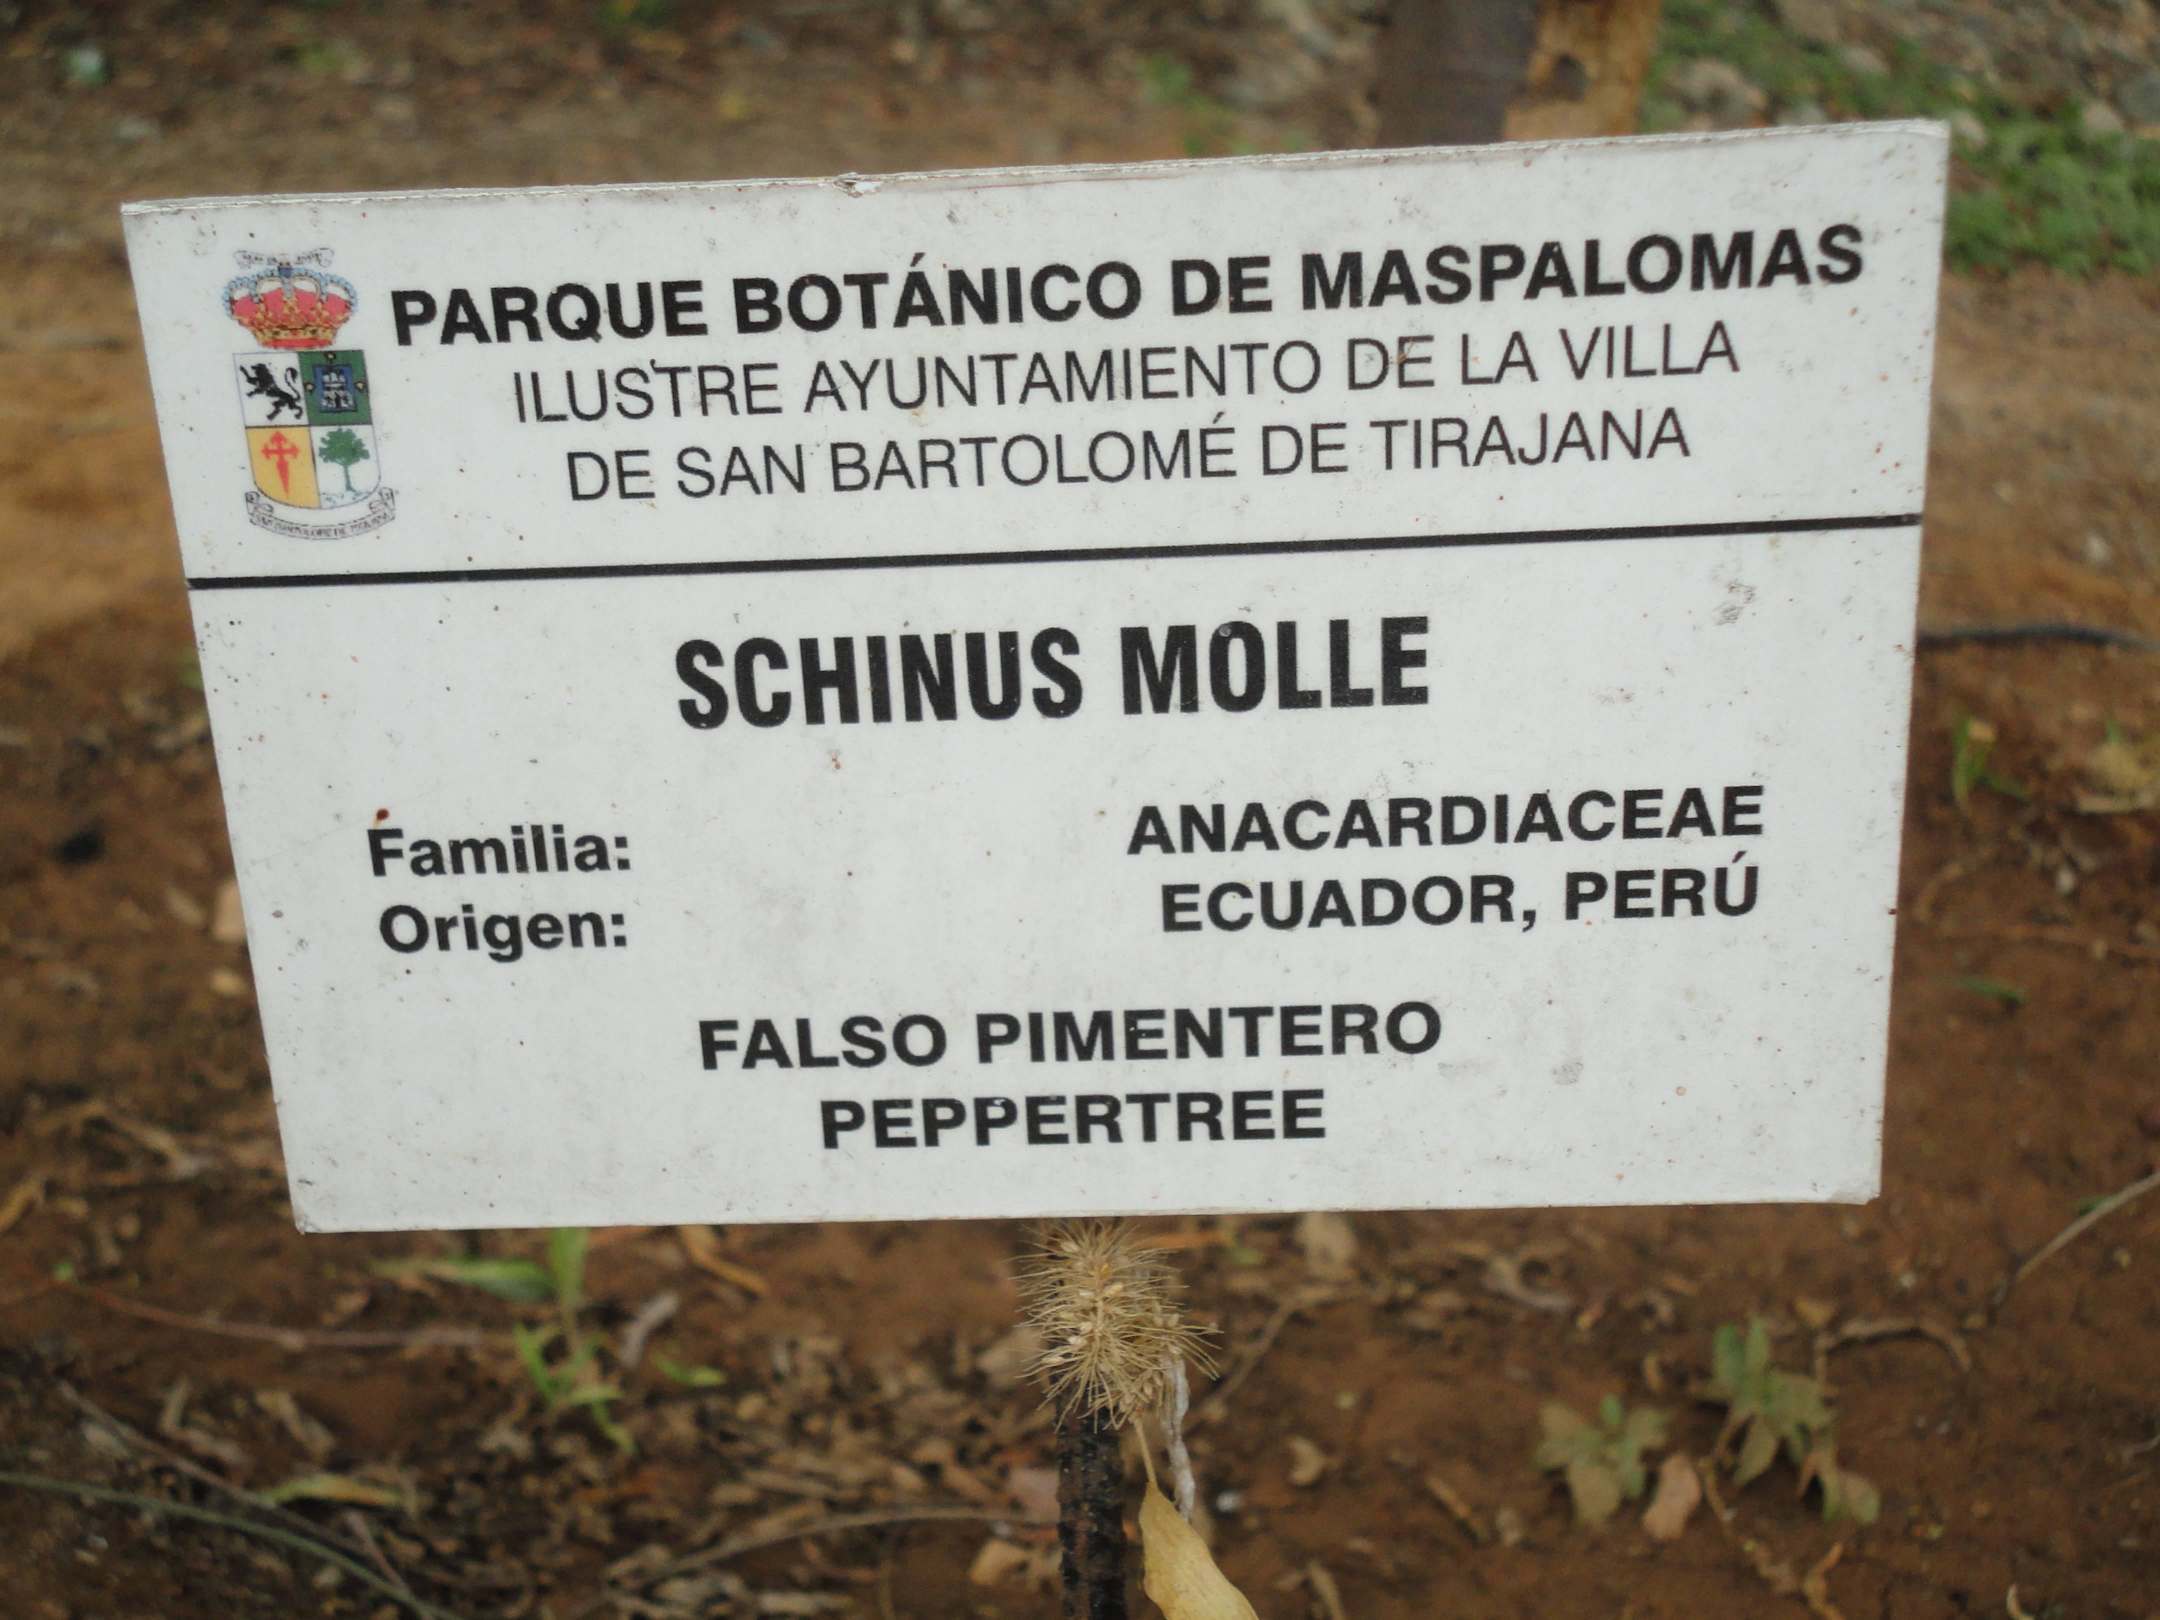 PARQUE BOTÁNICO DE MASPALOMAS
ILUSTRE AYUNTAMIENTO DE LA VILLA
DE SAN BARTOLOMÉ DE TIRAJANA
SCHINUS MOLLE
Familia: ANACARDIACEAE
Origen: ECUADOR, PERÚ
FALSO PIMENTERO
PEPPERTREE